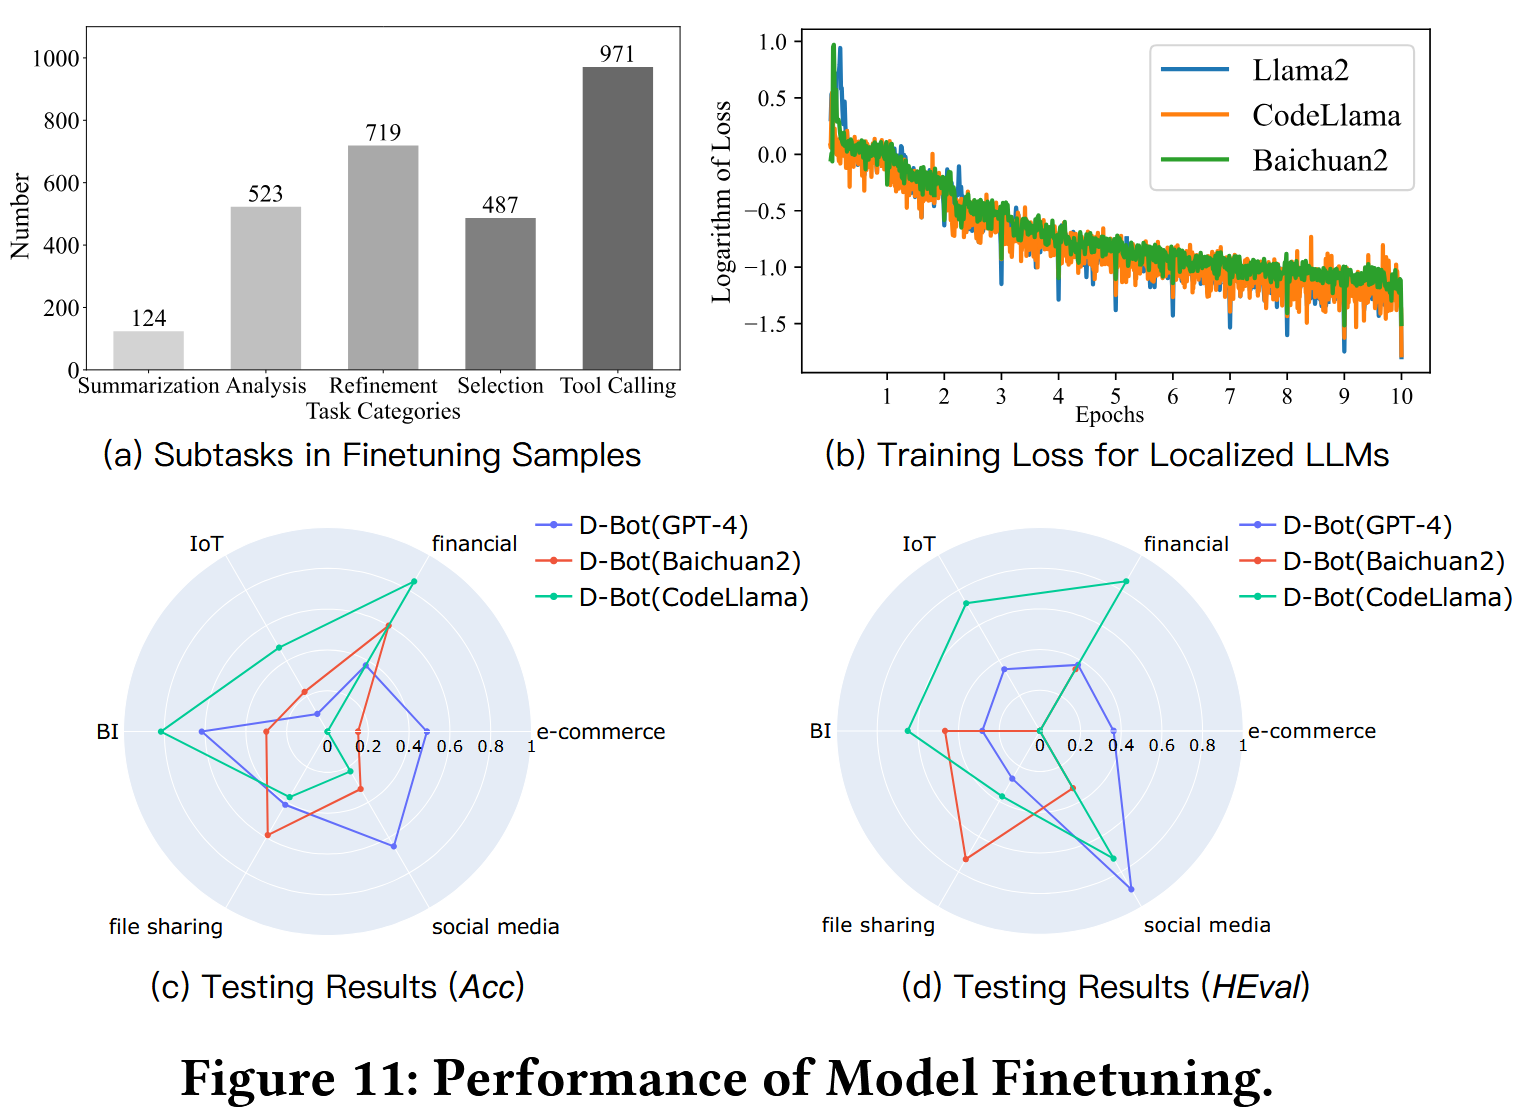 1000
800
600
400
200
0
Number
124
523
719
487
971
Summarization Analysis Refinement Selection Tool Calling
Task Categories
(a) Subtasks in Finetuning Samples
1.0
0.5
0.0
−0.5
−1.0
−1.5
Logarithm of Loss
Llama2
CodeLlama
Baichuan2
1 2 3 4 5 6 7 8 9 10
Epochs
(b) Training Loss for Localized LLMs
D-Bot(GPT-4)
D-Bot(Baichuan2)
D-Bot(CodeLlama)
IoT
financial
BI
e-commerce
0 0.2 0.4 0.6 0.8 1
file sharing
social media
(c) Testing Results (Acc)
D-Bot(GPT-4)
D-Bot(Baichuan2)
D-Bot(CodeLlama)
IoT
financial
BI
e-commerce
0 0.2 0.4 0.6 0.8 1
file sharing
social media
(d) Testing Results (HEval)
Figure 11: Performance of Model Finetuning.